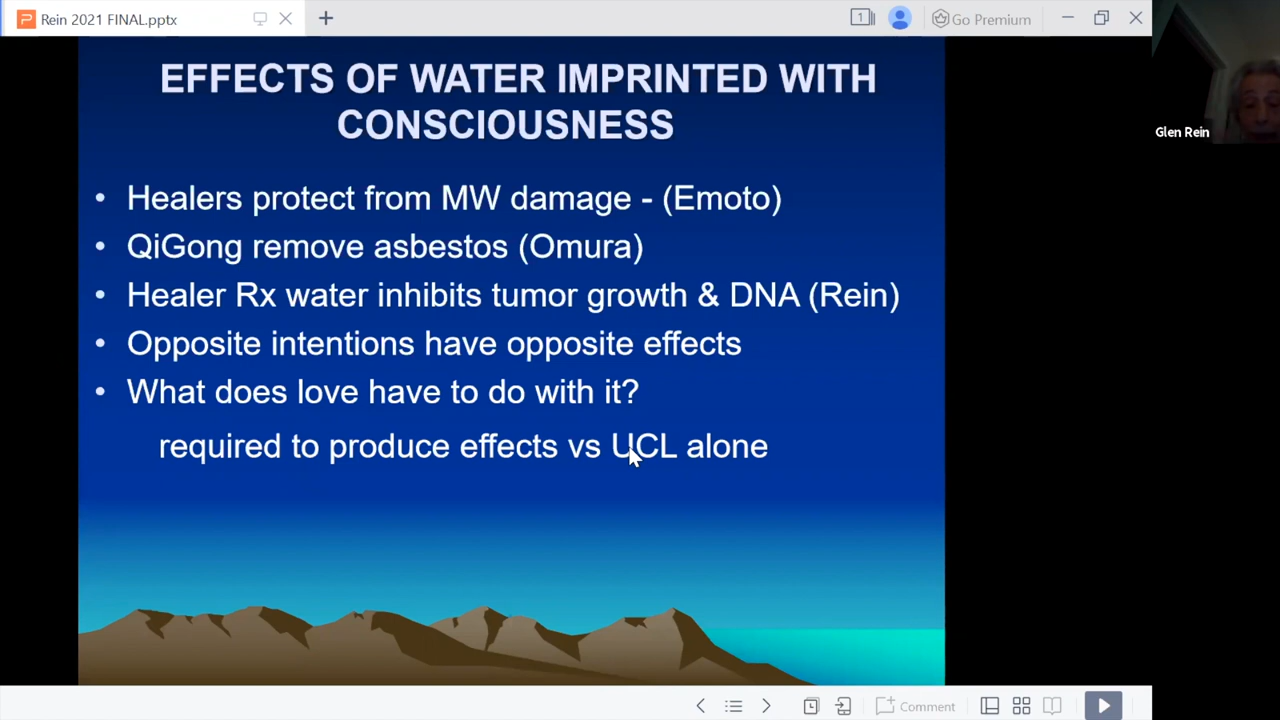 Rein 2021 FINAL.pptx
1
Go Premium
EFFECTS OF WATER IMPRINTED WITH
CONSCIOUSNESS
Glen Rein
• Healers protect from MW damage - (Emoto)
• QiGong remove asbestos (Omura)
• Healer Rx water inhibits tumor growth & DNA (Rein)
• Opposite intentions have opposite effects
• What does love have to do with it?
required to produce effects vs UCL alone
Comment